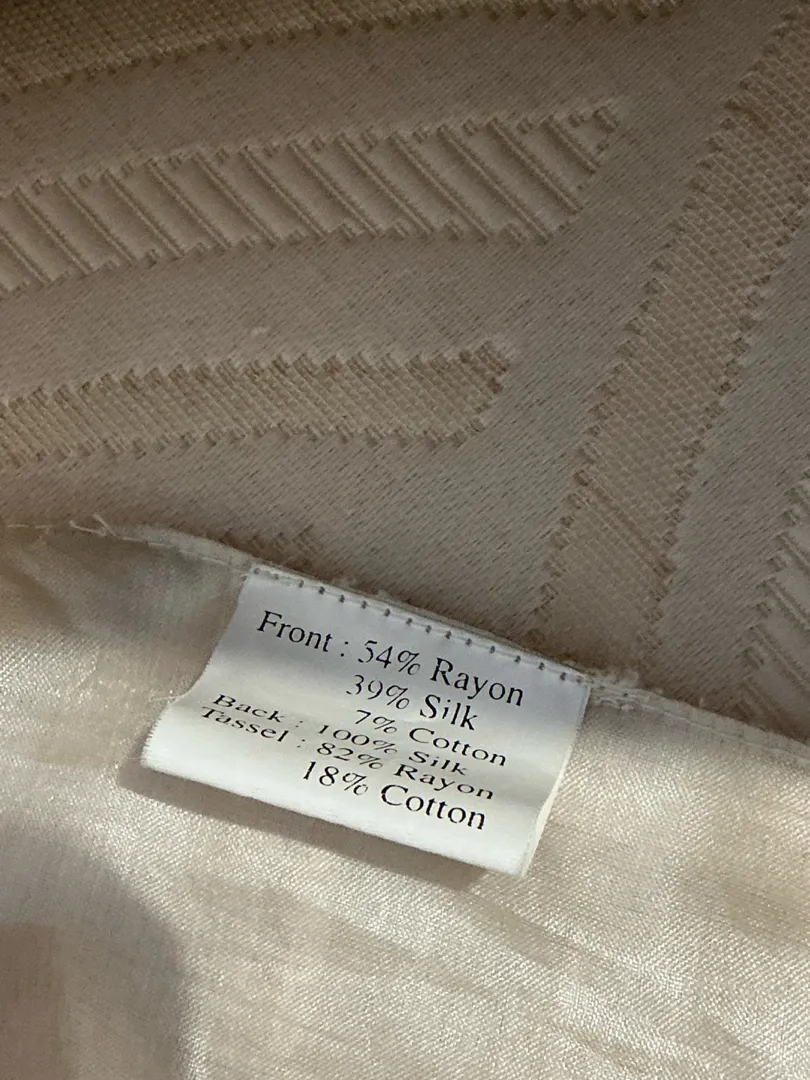 Front : 54% Rayon
39% Silk
7% Cotton
Back : 100% Silk
Tassel : 82% Rayon
18% Cotton